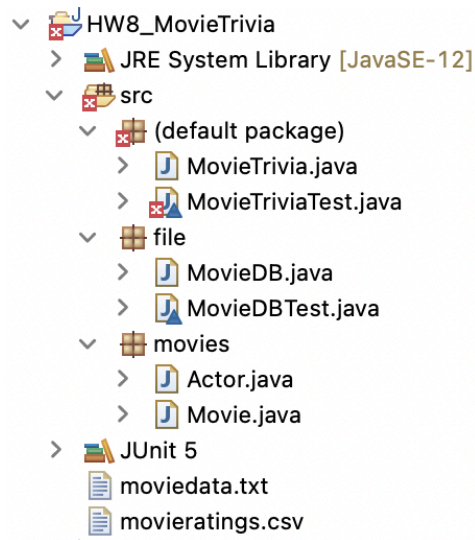 HW8_MovieTrivia
JRE System Library [JavaSE-12]
src
(default package)
MovieTrivia.java
MovieTriviaTest.java
file
MovieDB.java
MovieDBTest.java
movies
Actor.java
Movie.java
JUnit 5
moviedata.txt
movieratings.csv